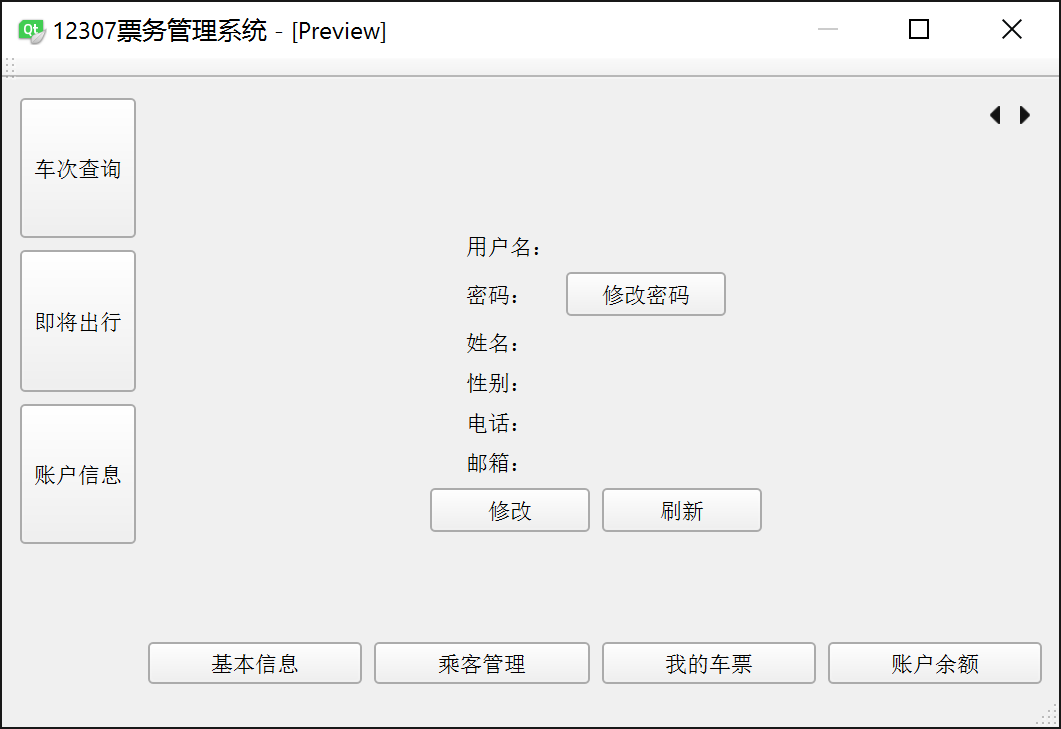 12307票务管理系统 - [Preview]
车次查询
即将出行
账户信息
用户名：
密码： 修改密码
姓名：
性别：
电话：
邮箱：
修改 刷新
基本信息 乘客管理 我的车票 账户余额